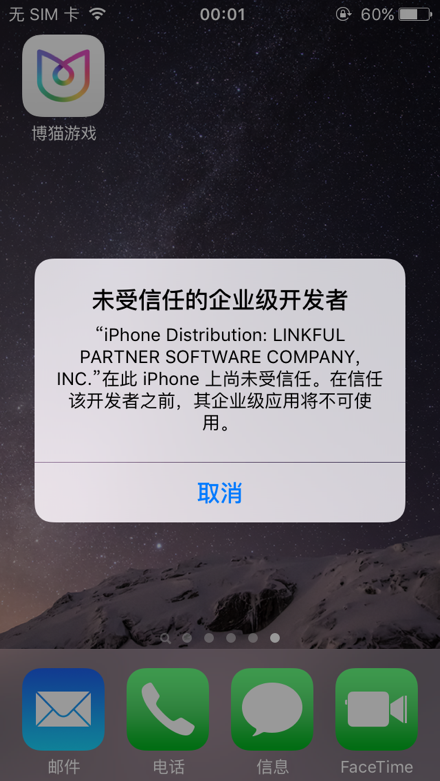 无 SIM 卡
00:01
60%
博猫游戏
未受信任的企业级开发者
“iPhone Distribution: LINKFUL
PARTNER SOFTWARE COMPANY,
INC.”在此 iPhone 上尚未受信任。在信任
该开发者之前，其企业级应用将不可使
用。
取消
邮件
电话
信息
FaceTime